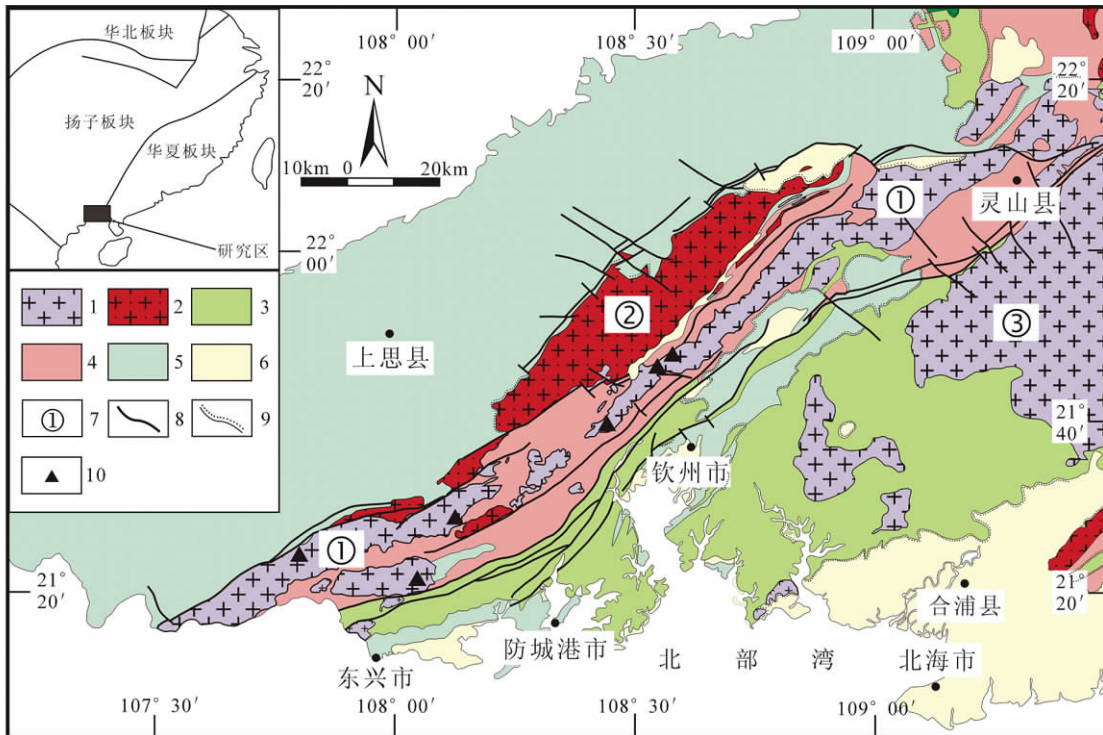 华北板块
扬子板块
华夏板块
研究区
108° 00′
108° 30′
109° 00′
22°
20′
22°
20′
N
10km 0 20km
22°
00′
灵山县
①
②
③
上思县
21°
40′
钦州市
①
21°
20′
21°
20′
合浦县
防城港市
北部湾
北海市
东兴市
107° 30′
108° 00′
108° 30′
109° 00′
1
2
3
4
5
6
① 7
8
9
10